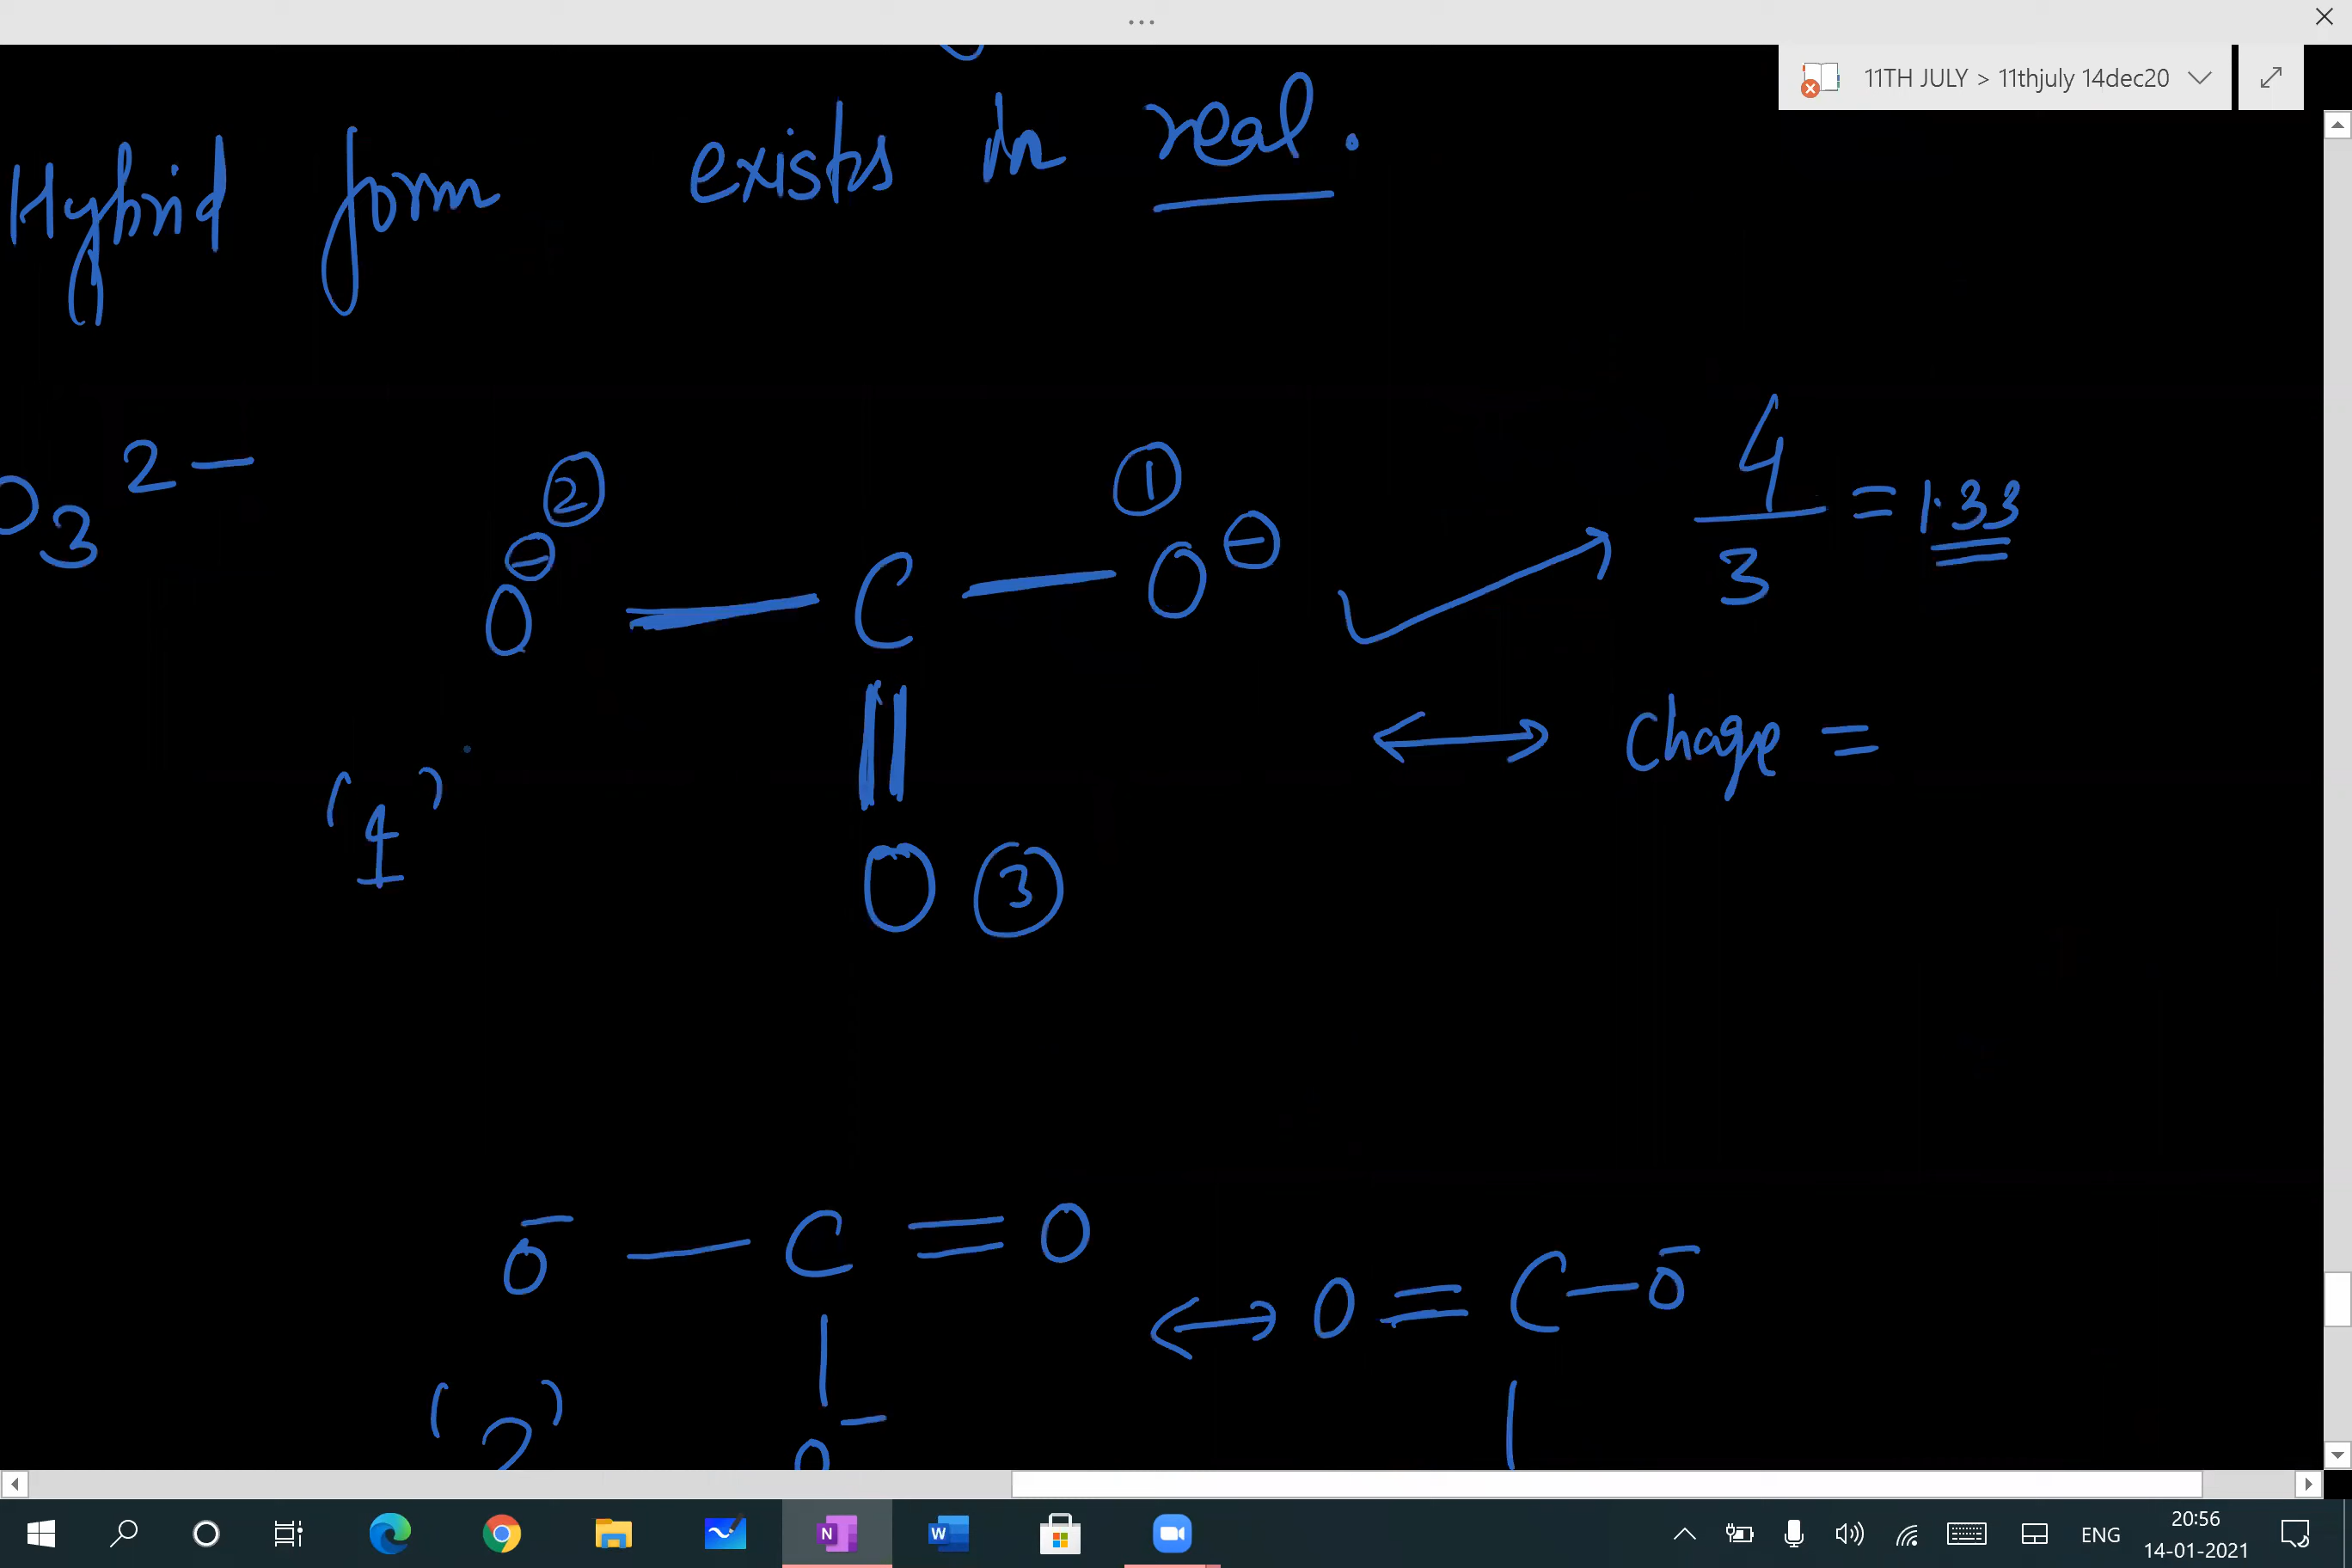 ...
11TH JULY > 11thjuly 14dec20
Hybrid form exists in real.
O3 2-
② ①
4/3 = 1.33
O⊖ — C — O⊖
Charge =
(1)
O ③
Ō — C = O
O = C — Ō
(2)
Ō
N
W
ENG
20:56
14-01-2021